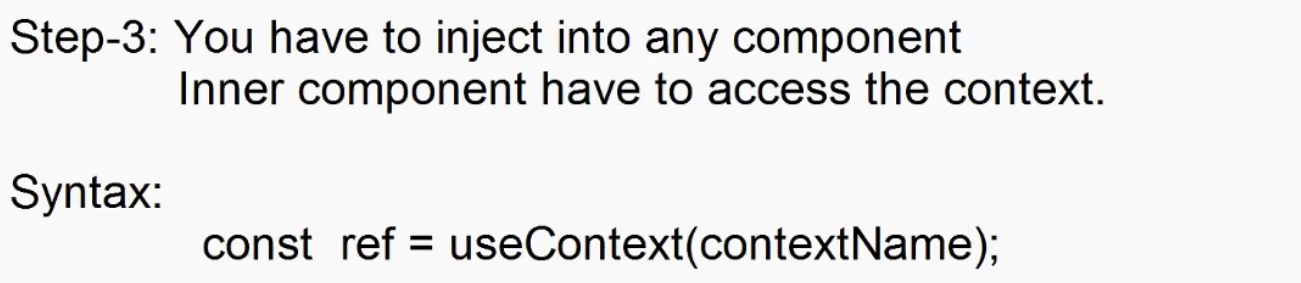 Step-3: You have to inject into any component
Inner component have to access the context.
Syntax:
const ref = useContext(contextName);